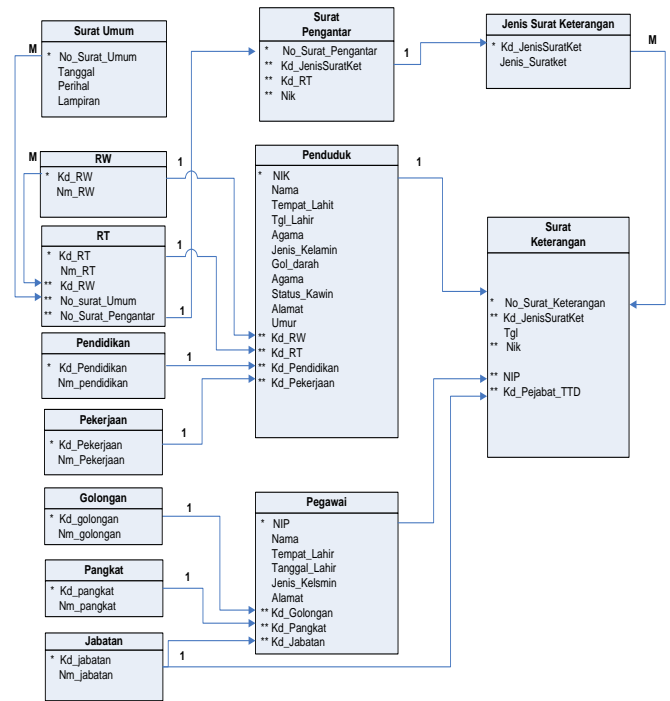 Surat Umum
* No_Surat_Umum
Tanggal
Perihal
Lampiran
M
Surat
Pengantar
* No_Surat_Pengantar
** Kd_JenisSuratKet
** Kd_RT
** Nik
1
Jenis Surat Keterangan
* Kd_JenisSuratKet
Jenis_Suratket
M
RW
* Kd_RW
Nm_RW
M
1
RT
* Kd_RT
Nm_RT
** Kd_RW
** No_surat_Umum
** No_Surat_Pengantar
1
1
Pendidikan
* Kd_Pendidikan
Nm_pendidikan
1
Pekerjaan
* Kd_Pekerjaan
Nm_Pekerjaan
1
Penduduk
* NIK
Nama
Tempat_Lahit
Tgl_Lahir
Agama
Jenis_Kelamin
Gol_darah
Agama
Status_Kawin
Alamat
Umur
** Kd_RW
** Kd_RT
** Kd_Pendidikan
** Kd_Pekerjaan
1
Surat
Keterangan
* No_Surat_Keterangan
** Kd_JenisSuratKet
Tgl
** Nik
** NIP
** Kd_Pejabat_TTD
Golongan
* Kd_golongan
Nm_golongan
1
Pangkat
* Kd_pangkat
Nm_pangkat
1
Jabatan
* Kd_jabatan
Nm_jabatan
1
Pegawai
* NIP
Nama
Tempat_Lahir
Tanggal_Lahir
Jenis_Kelsmin
Alamat
** Kd_Golongan
** Kd_Pangkat
** Kd_Jabatan